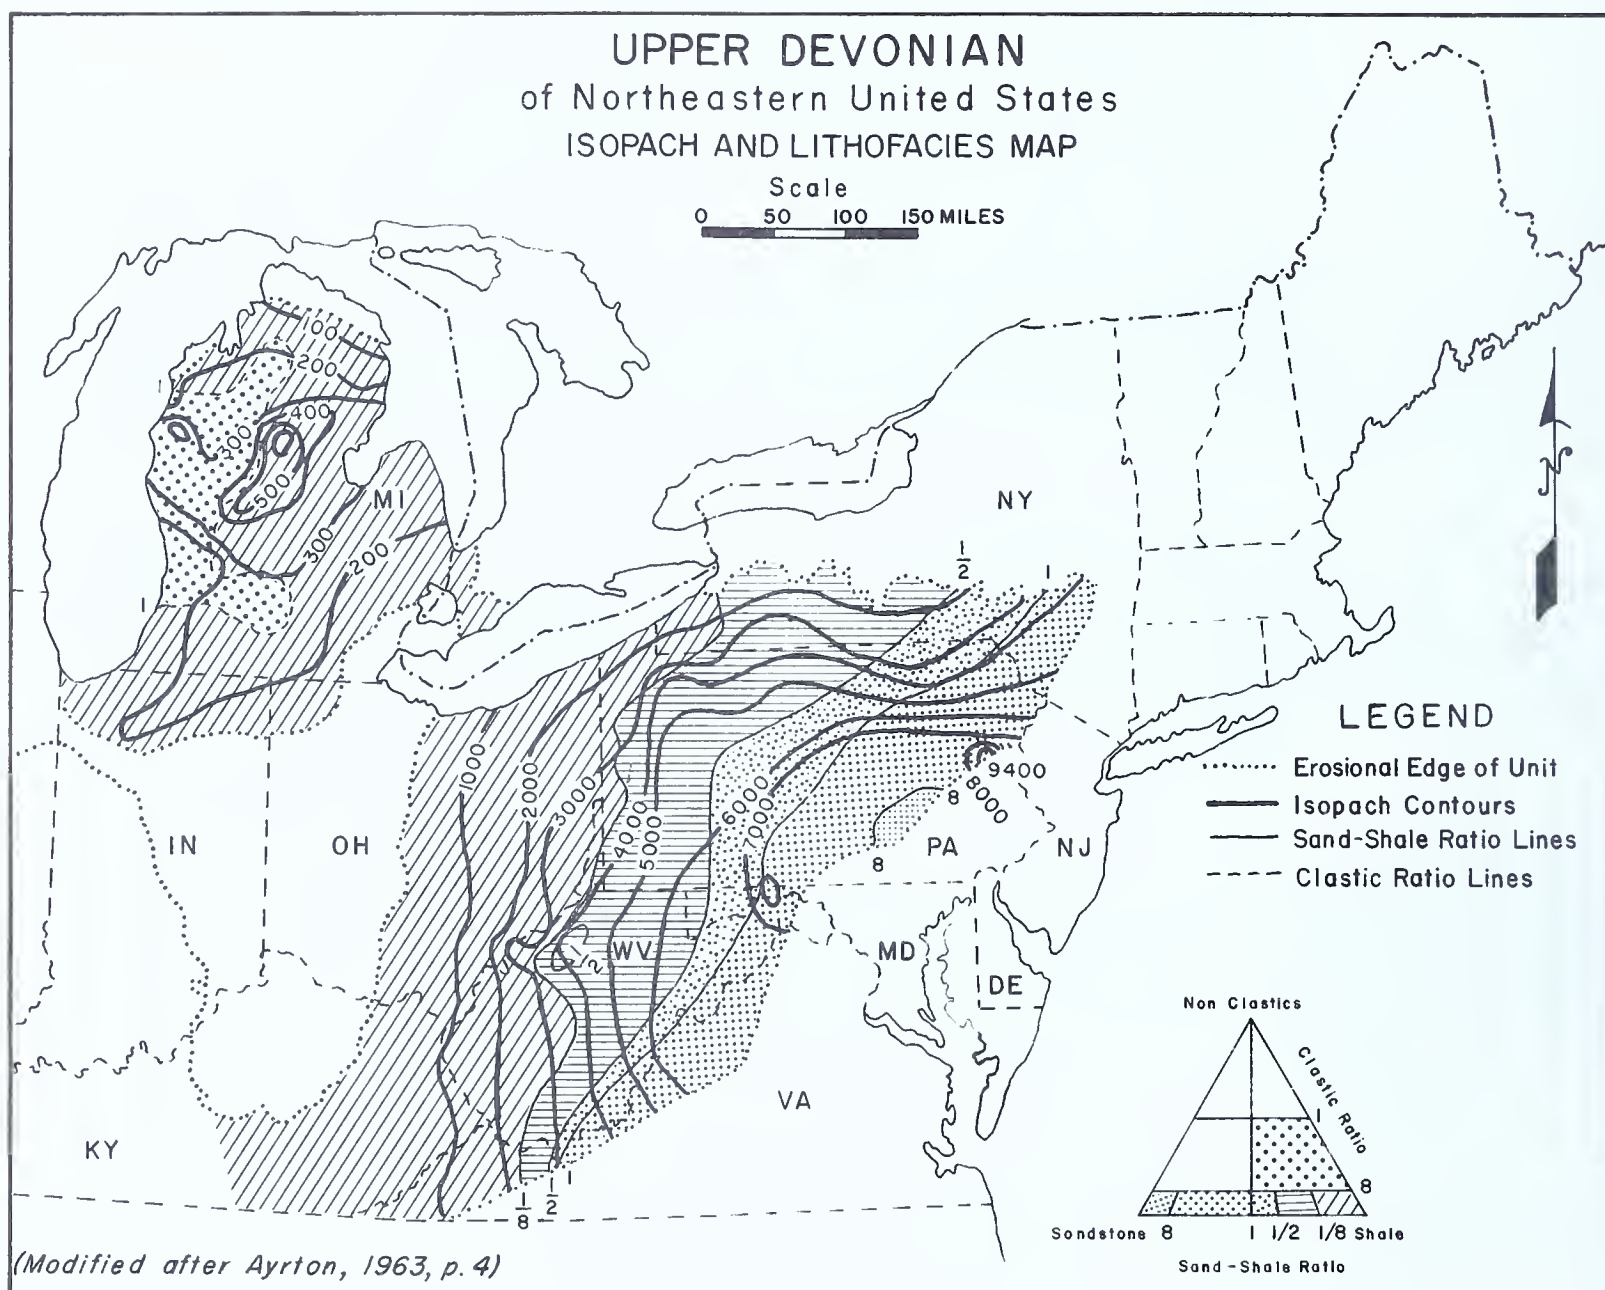 UPPER DEVONIAN
of Northeastern United States
ISOPACH AND LITHOFACIES MAP
Scale
0 50 100 150 MILES
100
200
400
300
500
MI
300
200
1
NY
1/2
1
1000
2000
3000
4000
5000
6000
7000
9400
8000
8
8
IN
OH
PA
NJ
WV
1/2
MD
DE
VA
KY
1/8
1/2
1
N
LEGEND
Erosional Edge of Unit
Isopach Contours
Sand-Shale Ratio Lines
Clastic Ratio Lines
Non Clastics
Clastic Ratio
1
8
Sondstone 8 1 1/2 1/8 Shale
Sand-Shale Ratio
(Modified after Ayrton, 1963, p. 4)